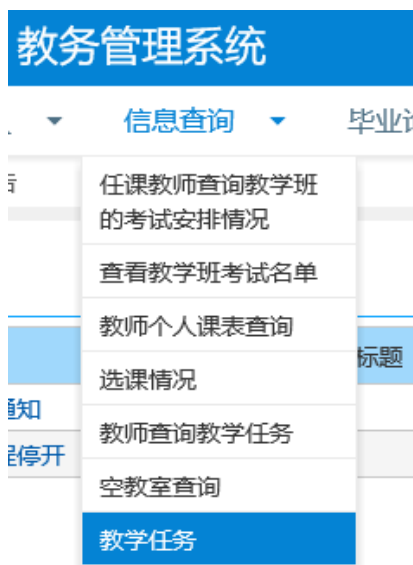 教务管理系统
信息查询
毕业
任课教师查询教学班
的考试安排情况
查看教学班考试名单
教师个人课表查询
标题
选课情况
通知
教师查询教学任务
程停开
空教室查询
教学任务